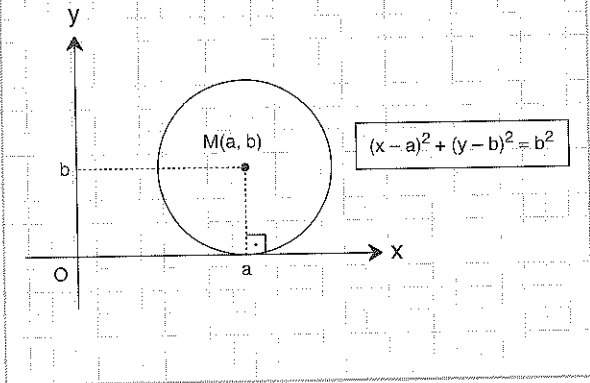 y
M(a, b)
(x – a)² + (y – b)² = b²
b
x
O
a